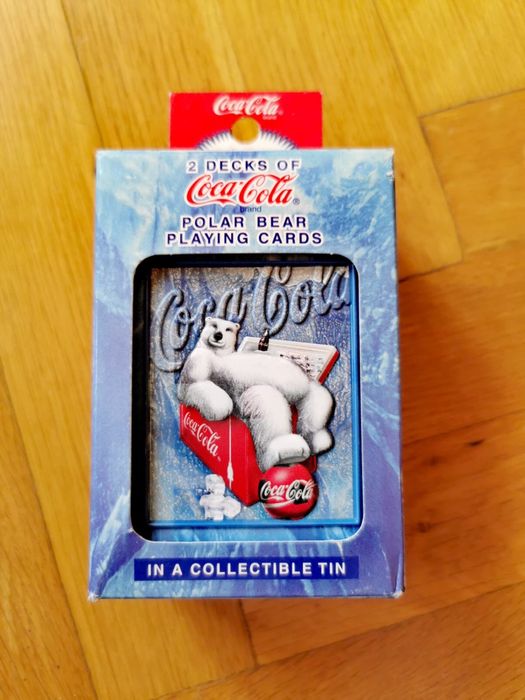 Coca-Cola
brand
2 DECKS OF
Coca-Cola®
brand
POLAR BEAR
PLAYING CARDS
Coca-Cola
Coca-Cola
Coca-Cola
IN A COLLECTIBLE TIN